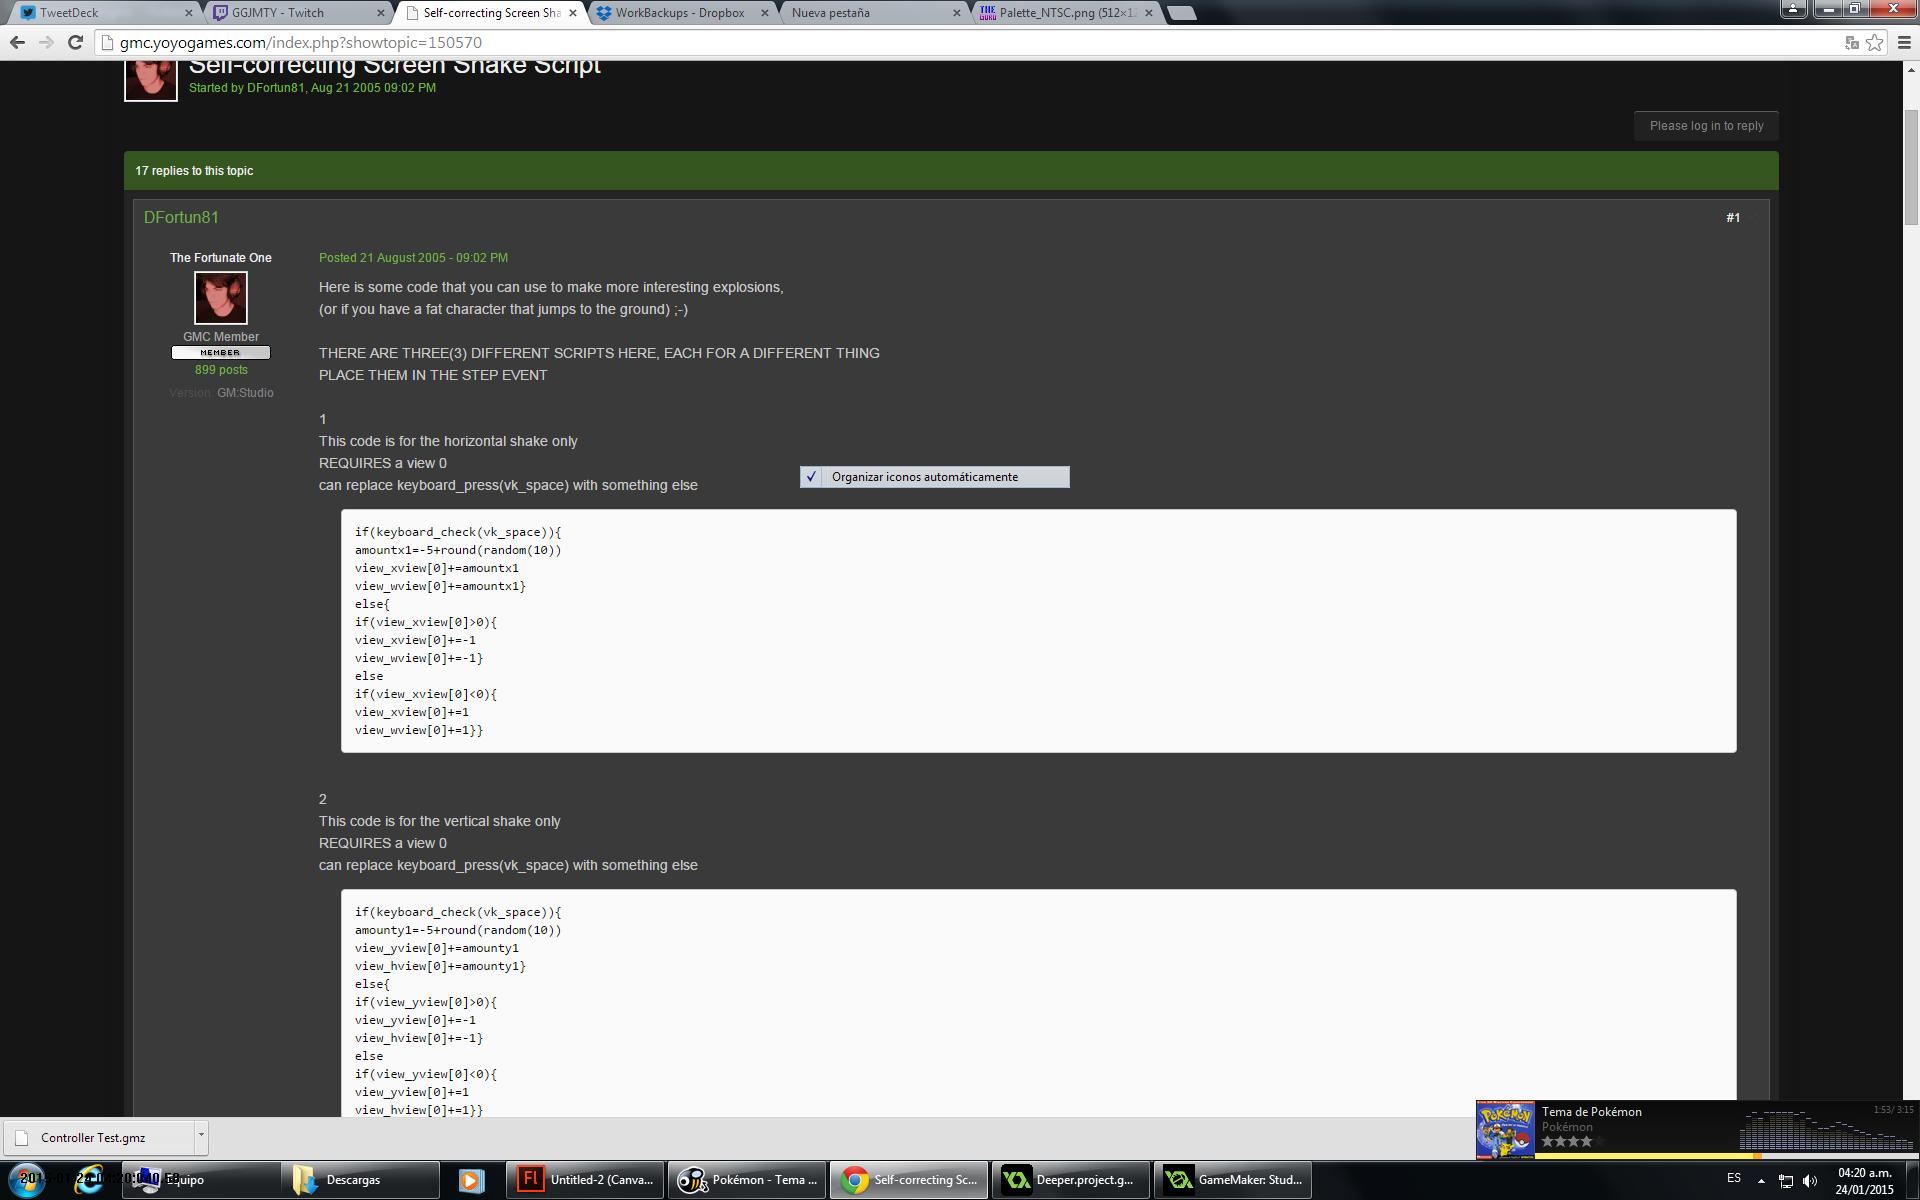 TweetDeck
GGJMTY - Twitch
Self-correcting Screen Sha
WorkBackups - Dropbox
Nueva pestaña
Palette_NTSC.png (512×12
gmc.yoyogames.com/index.php?showtopic=150570
Self-correcting Screen Shake Script
Started by DFortun81, Aug 21 2005 09:02 PM
Please log in to reply
17 replies to this topic
DFortun81
#1
The Fortunate One
GMC Member
MEMBER
899 posts
Version: GM:Studio
Posted 21 August 2005 - 09:02 PM
Here is some code that you can use to make more interesting explosions,
(or if you have a fat character that jumps to the ground) ;-)
THERE ARE THREE(3) DIFFERENT SCRIPTS HERE, EACH FOR A DIFFERENT THING
PLACE THEM IN THE STEP EVENT
1
This code is for the horizontal shake only
REQUIRES a view 0
can replace keyboard_press(vk_space) with something else
Organizar iconos automáticamente
if(keyboard_check(vk_space)){
amountx1=-5+round(random(10))
view_xview[0]+=amountx1
view_wview[0]+=amountx1}
else{
if(view_xview[0]>0){
view_xview[0]+=-1
view_wview[0]+=-1}
else
if(view_xview[0]<0){
view_xview[0]+=1
view_wview[0]+=1}}
2
This code is for the vertical shake only
REQUIRES a view 0
can replace keyboard_press(vk_space) with something else
if(keyboard_check(vk_space)){
amounty1=-5+round(random(10))
view_yview[0]+=amounty1
view_hview[0]+=amounty1}
else{
if(view_yview[0]>0){
view_yview[0]+=-1
view_hview[0]+=-1}
else
if(view_yview[0]<0){
view_yview[0]+=1
view_hview[0]+=1}}
Controller Test.gmz
Tema de Pokémon
Pokémon
1:53/ 3:15
Equipo
Descargas
Untitled-2 (Canva...
Pokémon - Tema ...
Self-correcting Sc...
Deeper.project.g...
GameMaker: Stud...
ES
04:20 a.m.
24/01/2015